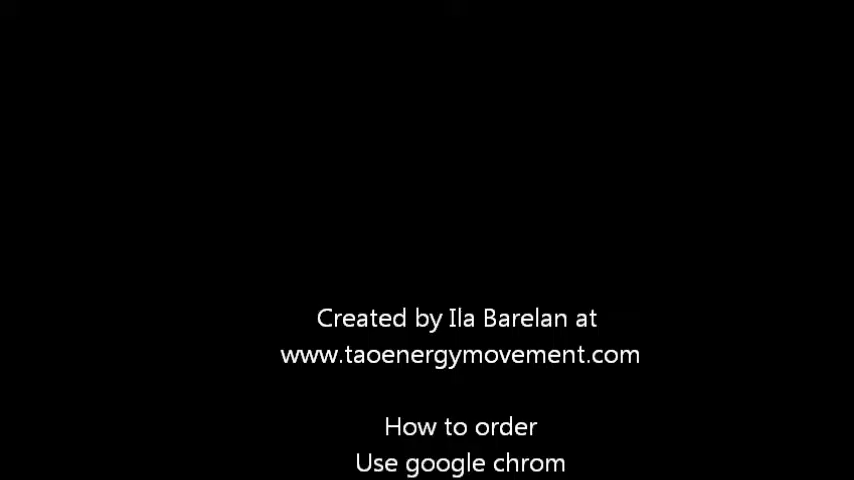 Created by Ila Barelan at
www.taoenergymovement.com
How to order
Use google chrom